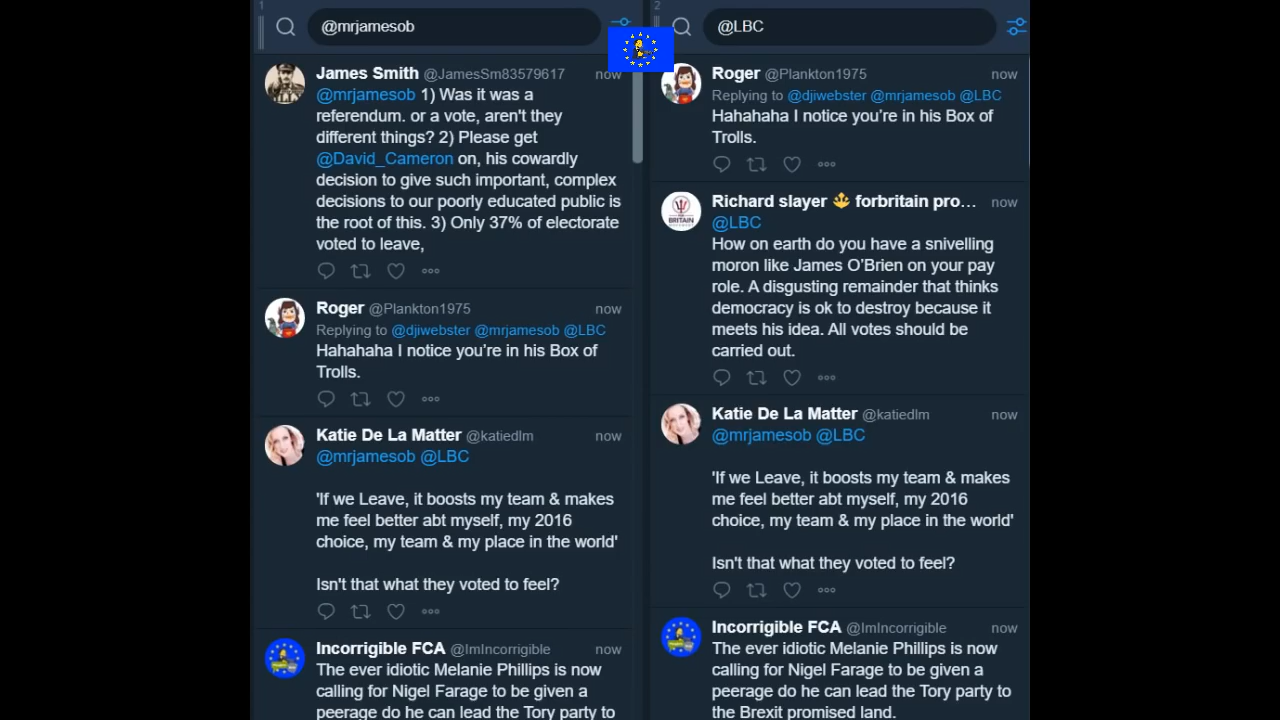 1
@mrjamesob
James Smith @JamesSm83579617 now
@mrjamesob 1) Was it was a
referendum. or a vote, aren't they
different things? 2) Please get
@David_Cameron on, his cowardly
decision to give such important, complex
decisions to our poorly educated public is
the root of this. 3) Only 37% of electorate
voted to leave,
Roger @Plankton1975 now
Replying to @djiwebster @mrjamesob @LBC
Hahahaha I notice you're in his Box of
Trolls.
Katie De La Matter @katiedlm now
@mrjamesob @LBC
'If we Leave, it boosts my team & makes
me feel better abt myself, my 2016
choice, my team & my place in the world'
Isn't that what they voted to feel?
Incorrigible FCA @ImIncorrigible now
The ever idiotic Melanie Phillips is now
calling for Nigel Farage to be given a
peerage do he can lead the Tory party to
2
@LBC
Roger @Plankton1975 now
Replying to @djiwebster @mrjamesob @LBC
Hahahaha I notice you're in his Box of
Trolls.
BRITAIN
Richard slayer forbritain pro... now
@LBC
How on earth do you have a snivelling
moron like James O'Brien on your pay
role. A disgusting remainder that thinks
democracy is ok to destroy because it
meets his idea. All votes should be
carried out.
Katie De La Matter @katiedlm now
@mrjamesob @LBC
'If we Leave, it boosts my team & makes
me feel better abt myself, my 2016
choice, my team & my place in the world'
Isn't that what they voted to feel?
Incorrigible FCA @ImIncorrigible now
The ever idiotic Melanie Phillips is now
calling for Nigel Farage to be given a
peerage do he can lead the Tory party to
the Brexit promised land.